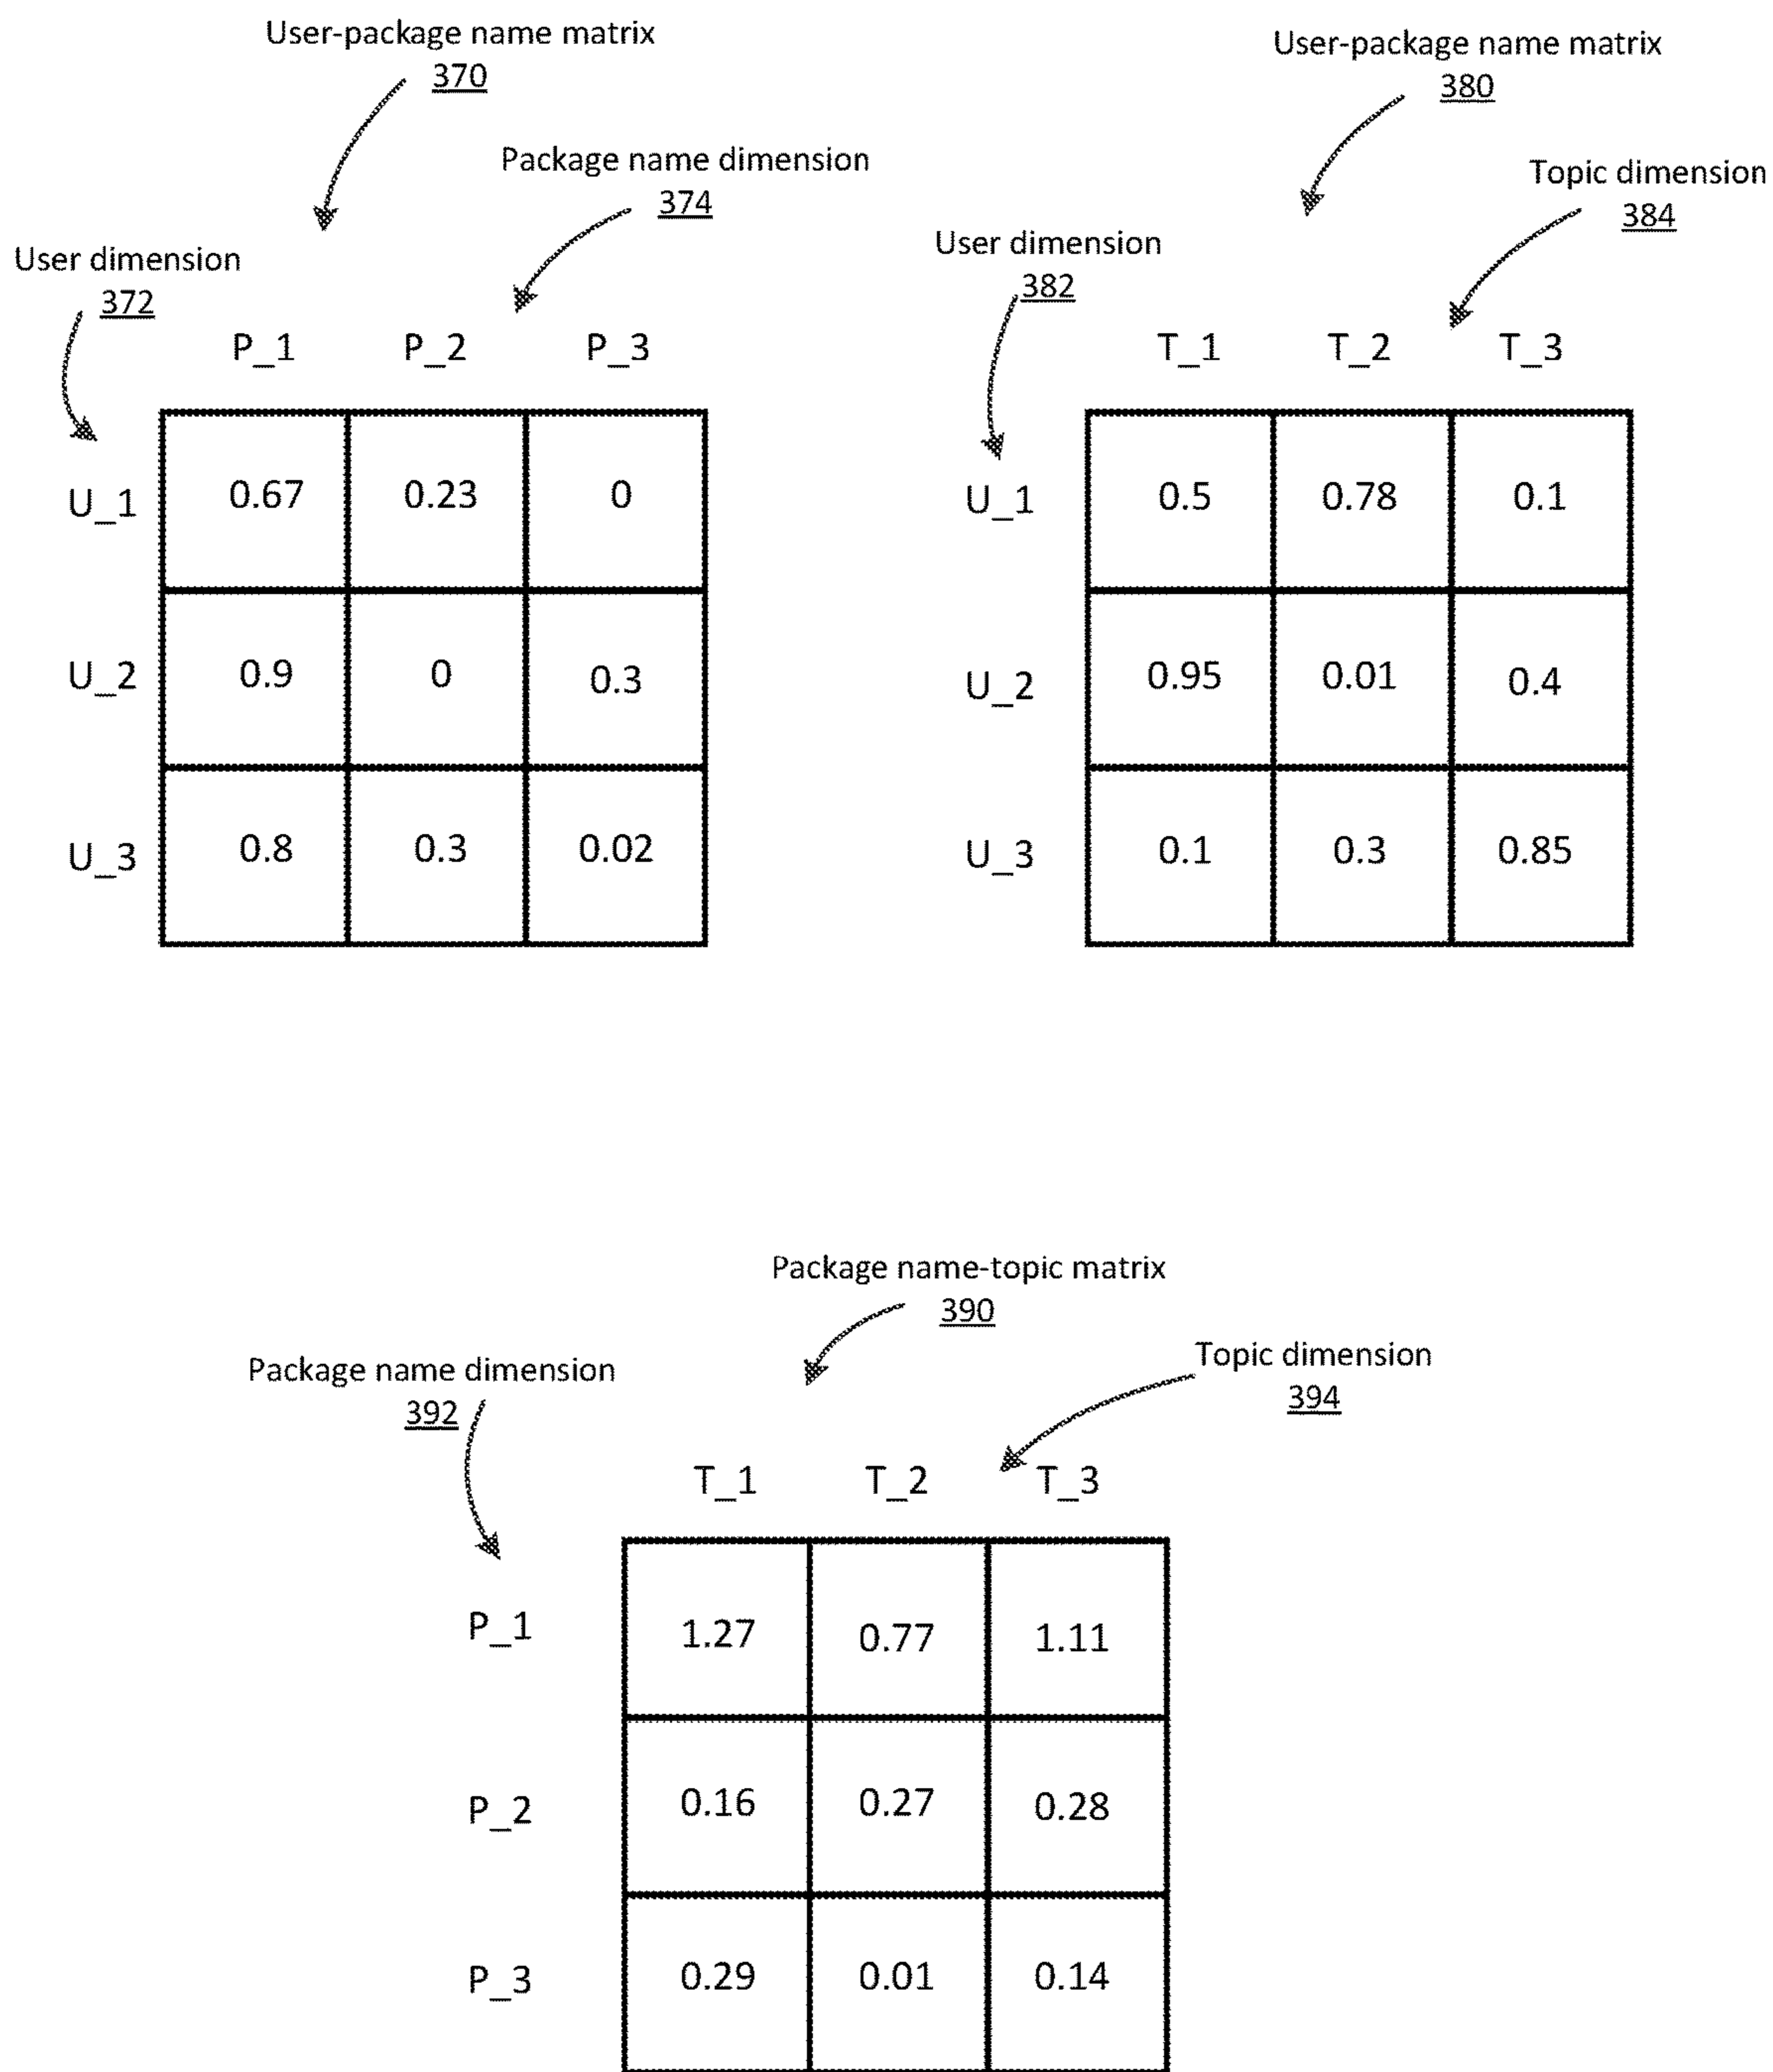 User-package name matrix
370
User-package name matrix
380
Package name dimension
374
Topic dimension
384
User dimension
372
User dimension
382
P_1 P_2 P_3
T_1 T_2 T_3
U_1 0.67 0.23 0
U_2 0.9 0 0.3
U_3 0.8 0.3 0.02
U_1 0.5 0.78 0.1
U_2 0.95 0.01 0.4
U_3 0.1 0.3 0.85
Package name-topic matrix
390
Package name dimension
392
Topic dimension
394
T_1 T_2 T_3
P_1 1.27 0.77 1.11
P_2 0.16 0.27 0.28
P_3 0.29 0.01 0.14